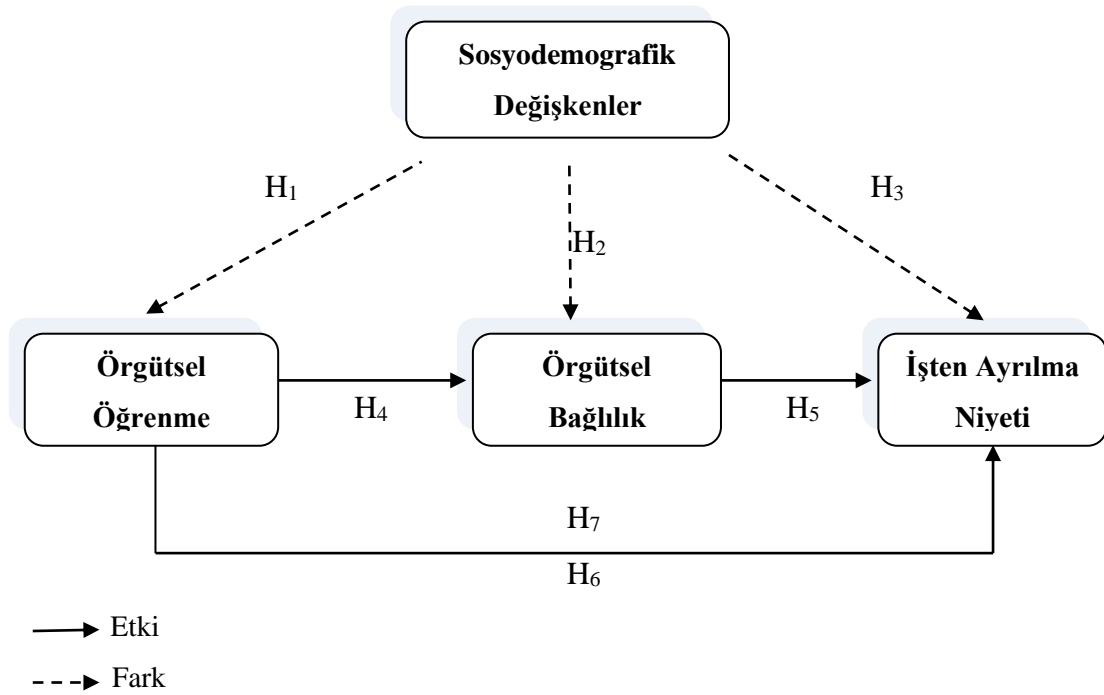 Sosyodemografik
Değişkenler
H₁
H₂
H₃
Örgütsel
Öğrenme
H₄
Örgütsel
Bağlılık
H₅
İşten Ayrılma
Niyeti
H₇
H₆
Etki
Fark